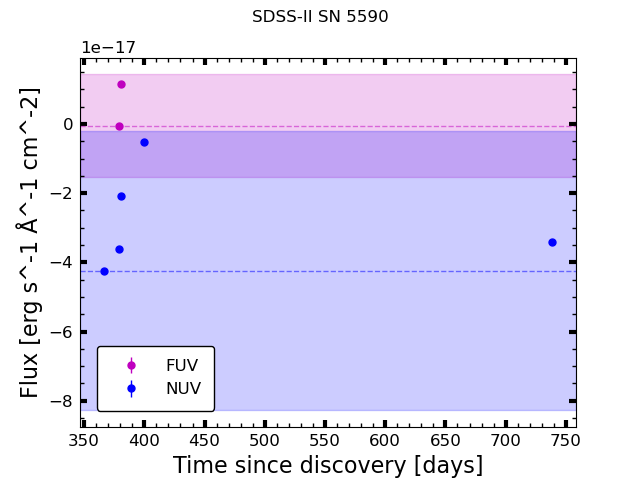 SDSS-II SN 5590
1e−17
Flux [erg s^-1 Å^-1 cm^-2]
0
−2
−4
−6
−8
FUV
NUV
350 400 450 500 550 600 650 700 750
Time since discovery [days]